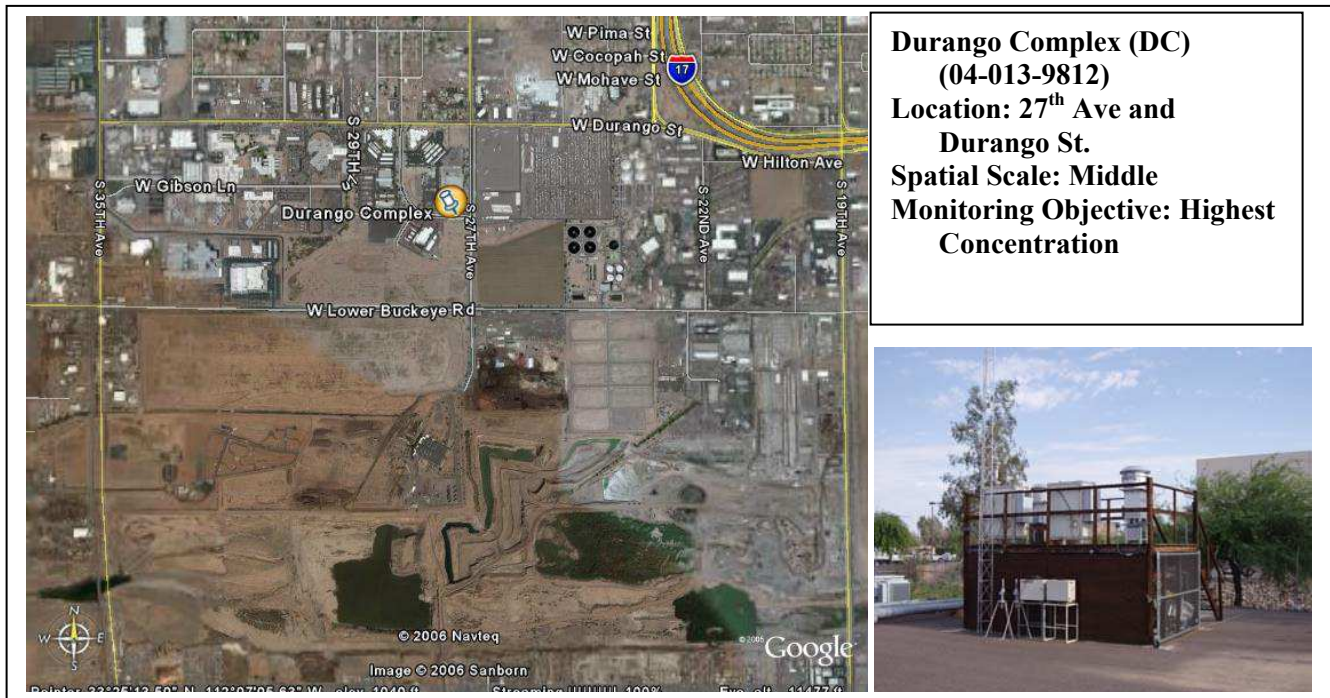 W Pima St
W Cocopah St
W Mohave St
17
W Durango St
W Hilton Ave
S 29TH
W Gibson Ln
Durango Complex
S 35TH Ave
S 27TH Ave
S 22ND Ave
S 19TH Ave
W Lower Buckeye Rd
N
W E
S
© 2006 Navteq
Image © 2006 Sanborn
Google
Streaming 100%
Durango Complex (DC)
(04-013-9812)
Location: 27th Ave and
Durango St.
Spatial Scale: Middle
Monitoring Objective: Highest
Concentration